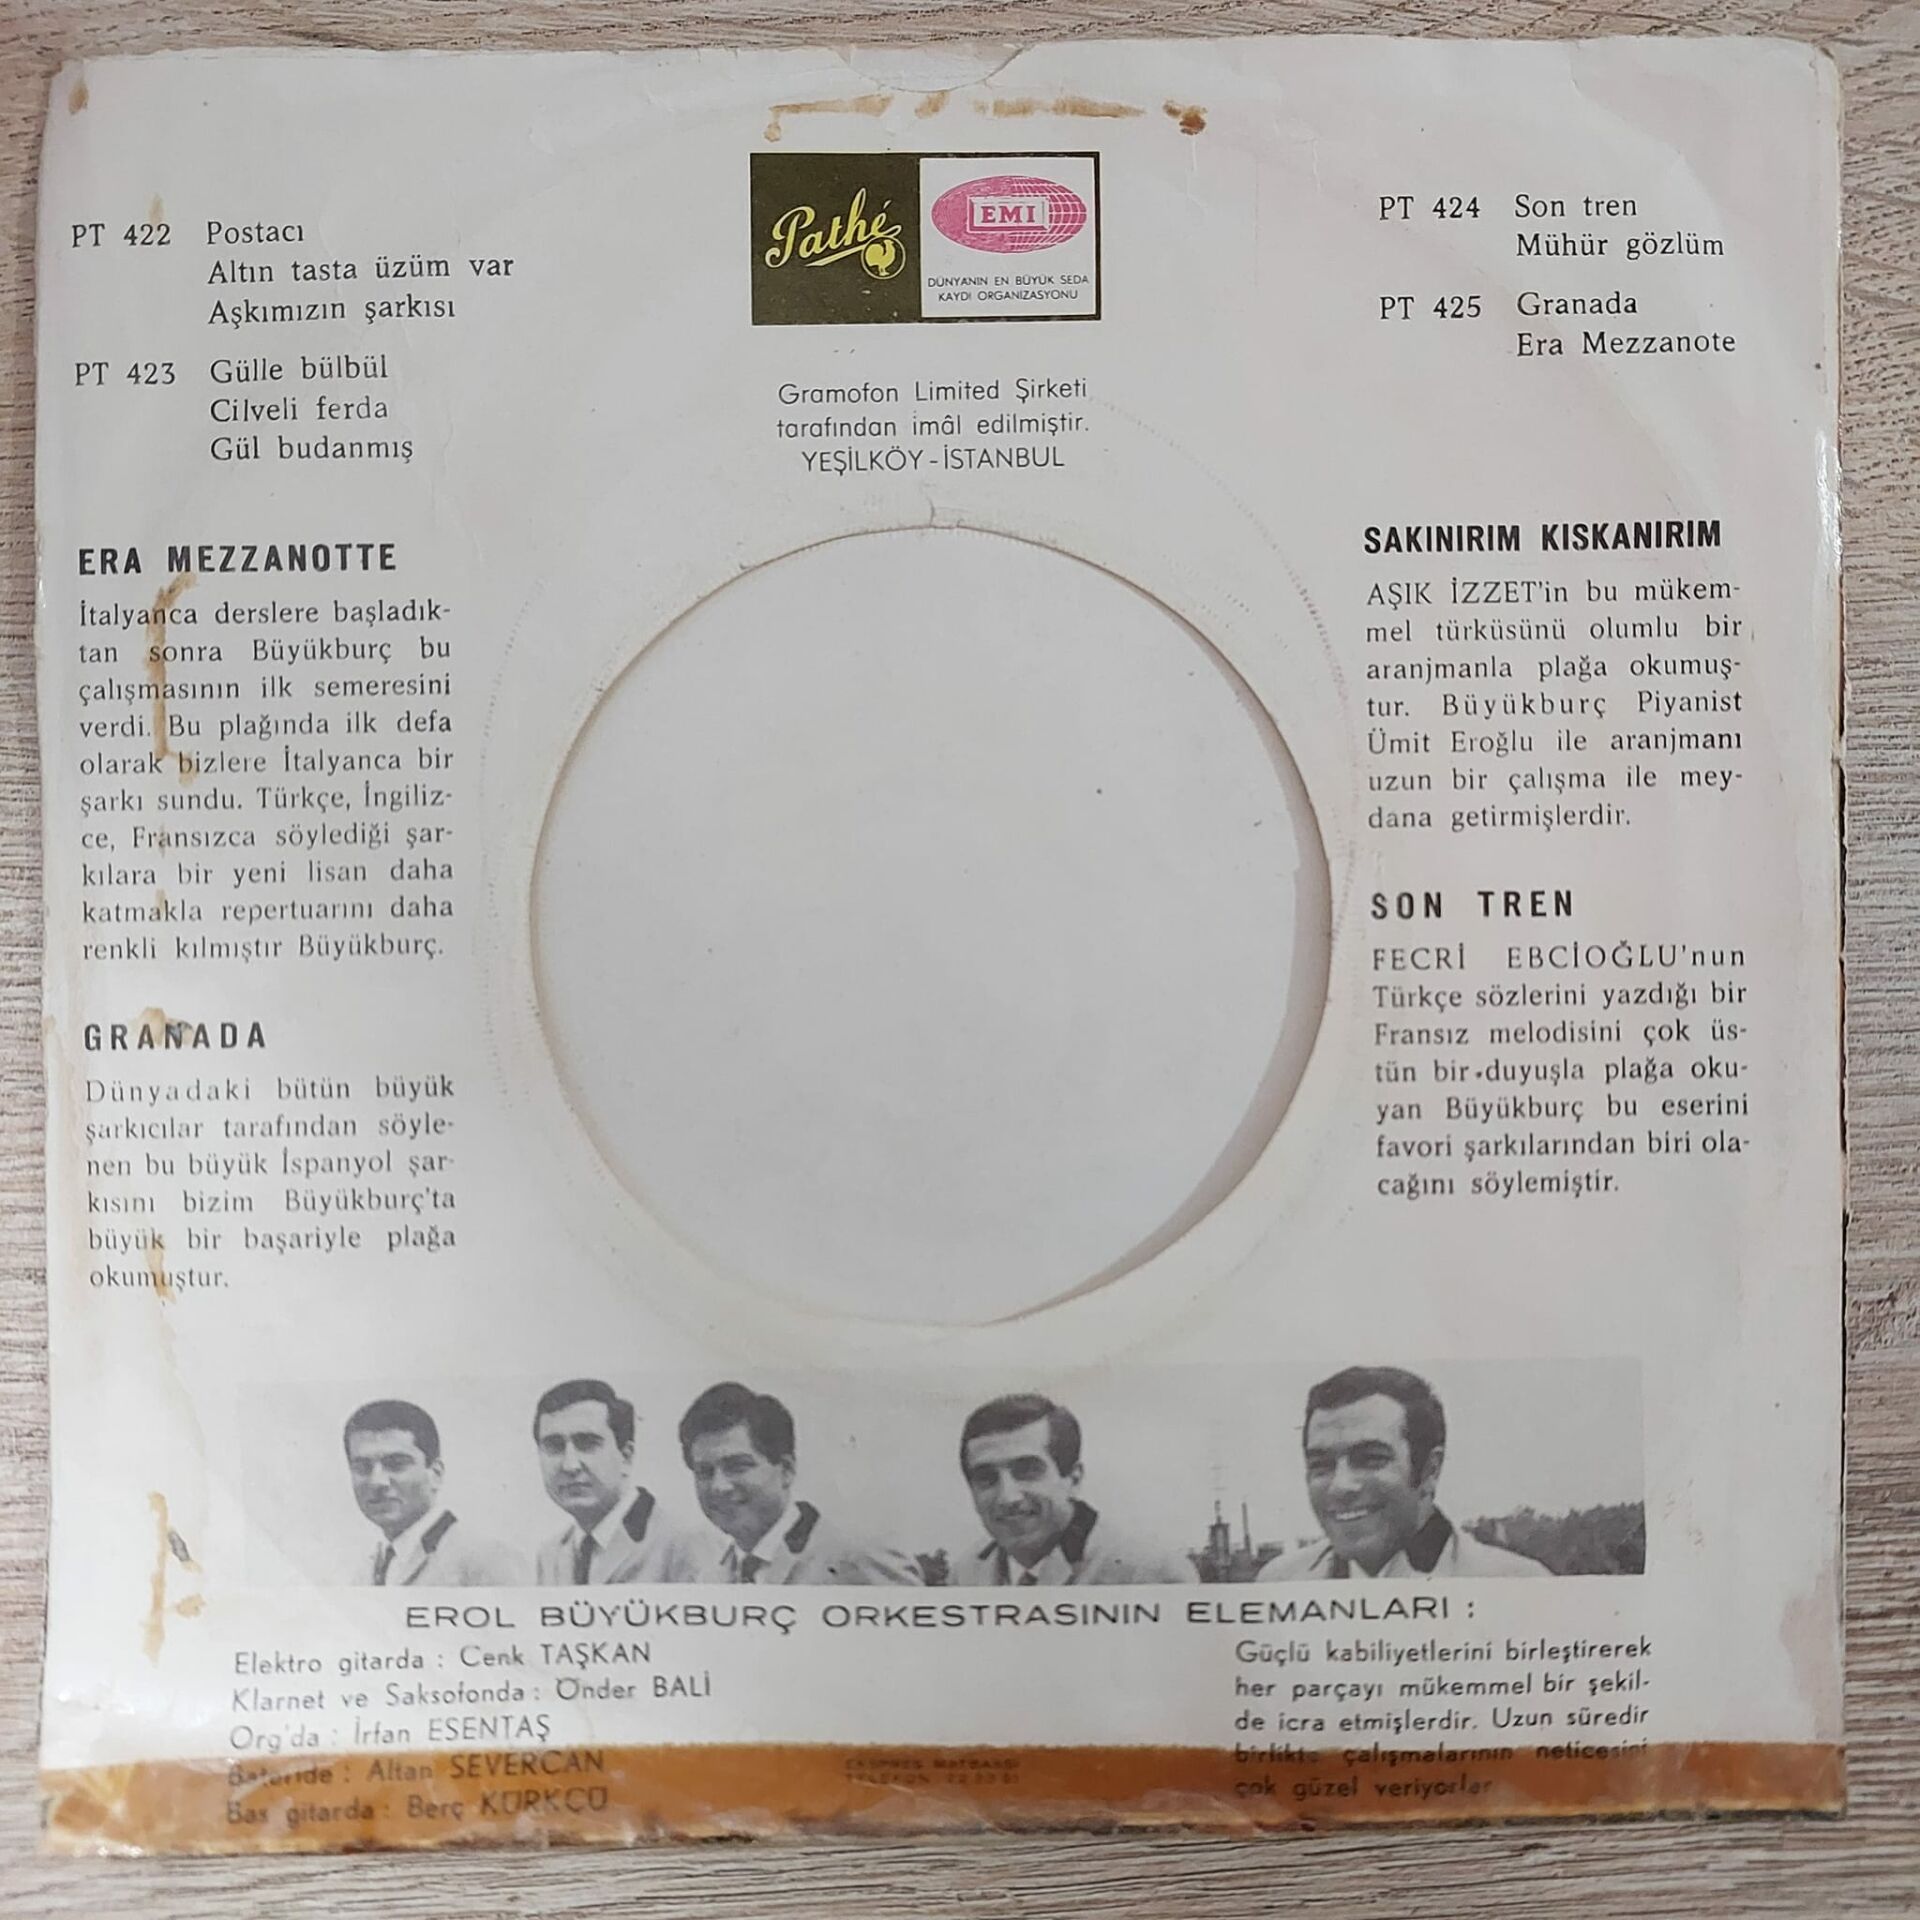 PT 422 Postacı
Altın tasta üzüm var
Aşkımızın şarkısı
PT 423 Gülle bülbül
Cilveli ferda
Gül budanmış
Pathé
EMI
DÜNYANIN EN BÜYÜK SEDA
KAYDI ORGANIZASYONU
Gramofon Limited Şirketi
tarafından imâl edilmiştir.
YEŞİLKÖY - İSTANBUL
PT 424 Son tren
Mühür gözlüm
PT 425 Granada
Era Mezzanote
ERA MEZZANOTTE
İtalyanca derslere başladık-
tan sonra Büyükburç bu
çalışmasının ilk semeresini
verdi. Bu plağında ilk defa
olarak bizlere İtalyanca bir
şarkı sundu. Türkçe, İngiliz-
ce, Fransızca söylediği şar-
kılara bir yeni lisan daha
katmakla repertuarını daha
renkli kılmıştır Büyükburç.
GRANADA
Dünyadaki bütün büyük
şarkıcılar tarafından söyle-
nen bu büyük İspanyol şar-
kısını bizim Büyükburç'ta
büyük bir başariyle plağa
okumuştur.
SAKINIRIM KISKANIRIM
AŞIK İZZET'in bu mükem-
mel türküsünü olumlu bir
aranjmanla plağa okumuş-
tur. Büyükburç Piyanist
Ümit Eroğlu ile aranjmanı
uzun bir çalışma ile mey-
dana getirmişlerdir.
SON TREN
FECRİ EBCİOĞLU'nun
Türkçe sözlerini yazdığı bir
Fransız melodisini çok üs-
tün bir duyuşla plağa oku-
yan Büyükburç bu eserini
favori şarkılarından biri ola-
cağını söylemiştir.
EROL BÜYÜKBURÇ ORKESTRASININ ELEMANLARI :
Elektro gitarda : Cenk TAŞKAN
Klarnet ve Saksofonda : Önder BALİ
Org'da : İrfan ESENTAŞ
Bateride : Altan SEVERCAN
Bas gitarda : Berç KÜRKÇÜ
EKSPRES MATBAASI
TELEFON
Güçlü kabiliyetlerini birleştirerek
her parçayı mükemmel bir şekil-
de icra etmişlerdir. Uzun süredir
birlikte çalışmalarının neticesini
çok güzel veriyorlar